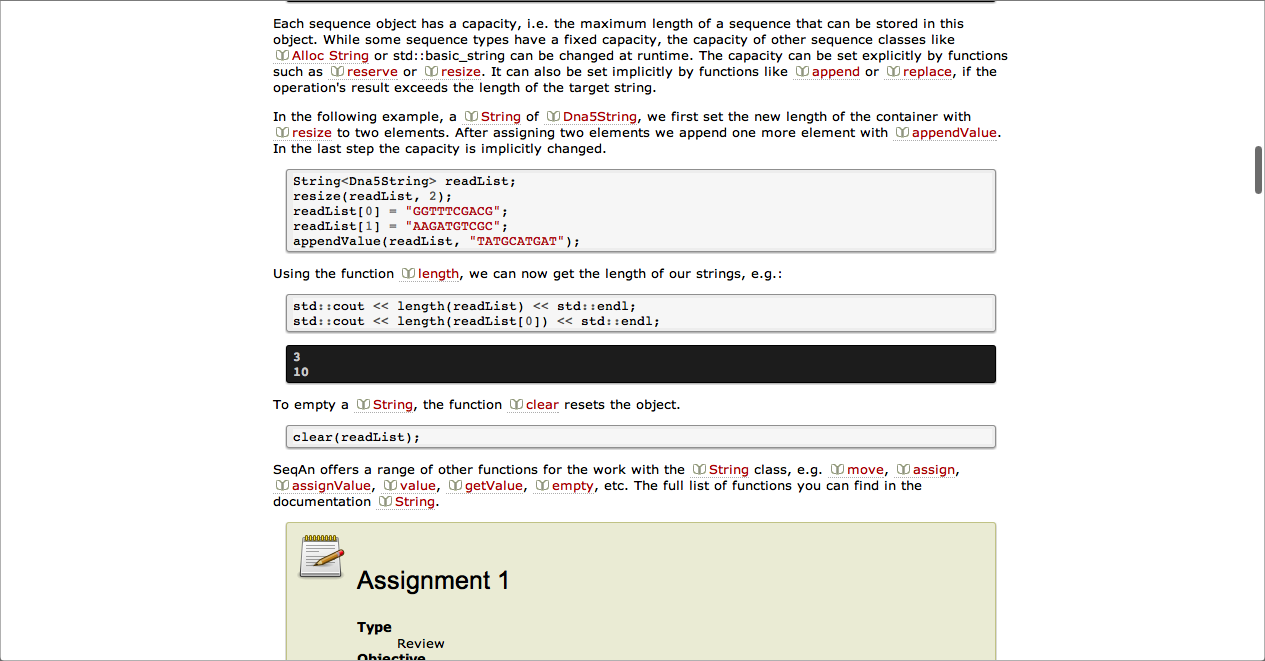 Each sequence object has a capacity, i.e. the maximum length of a sequence that can be stored in this
object. While some sequence types have a fixed capacity, the capacity of other sequence classes like
Alloc String or std::basic_string can be changed at runtime. The capacity can be set explicitly by functions
such as reserve or resize. It can also be set implicitly by functions like append or replace, if the
operation's result exceeds the length of the target string.
In the following example, a String of Dna5String, we first set the new length of the container with
resize to two elements. After assigning two elements we append one more element with appendValue.
In the last step the capacity is implicitly changed.
String<Dna5String> readList;
resize(readList, 2);
readList[0] = "GGTTTCGACG";
readList[1] = "AAGATGTCGC";
appendValue(readList, "TATGCATGAT");
Using the function length, we can now get the length of our strings, e.g.:
std::cout << length(readList) << std::endl;
std::cout << length(readList[0]) << std::endl;
3
10
To empty a String, the function clear resets the object.
clear(readList);
SeqAn offers a range of other functions for the work with the String class, e.g. move, assign,
assignValue, value, getValue, empty, etc. The full list of functions you can find in the
documentation String.
Assignment 1
Type
Review
Objective